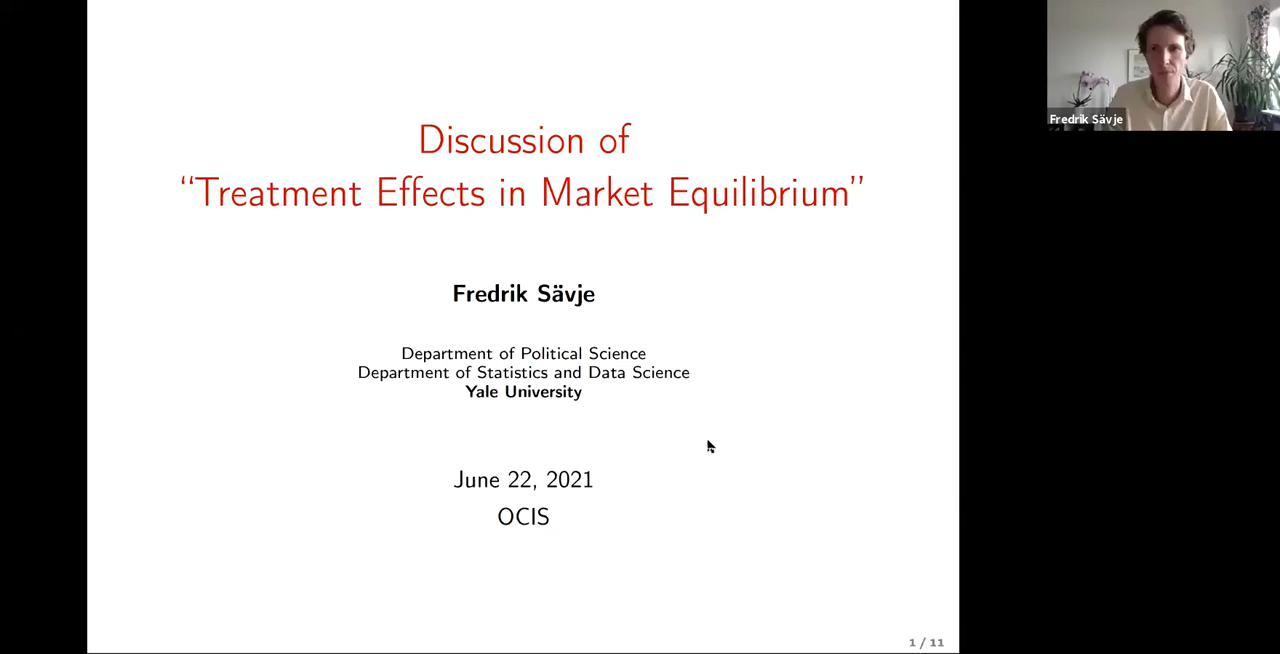 Discussion of
“Treatment Effects in Market Equilibrium”
Fredrik Sävje
Department of Political Science
Department of Statistics and Data Science
Yale University
June 22, 2021
OCIS
1 / 11
Fredrik Sävje